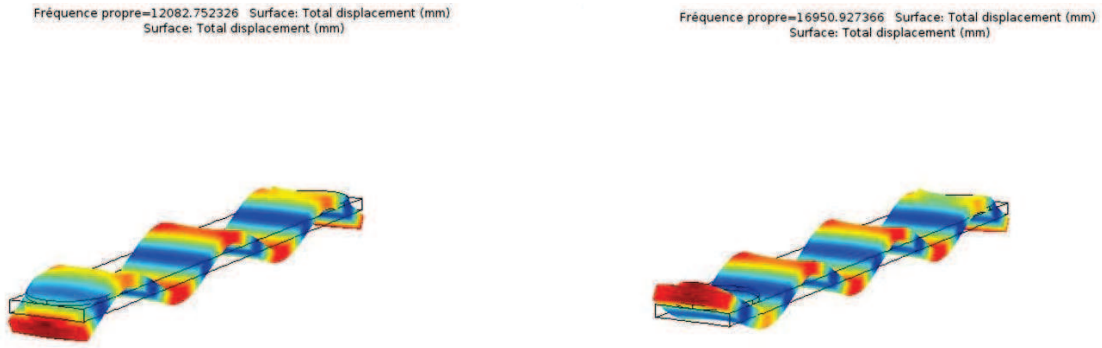 Fréquence propre=12082.752326 Surface: Total displacement (mm)
Surface: Total displacement (mm)
Fréquence propre=16950.927366 Surface: Total displacement (mm)
Surface: Total displacement (mm)